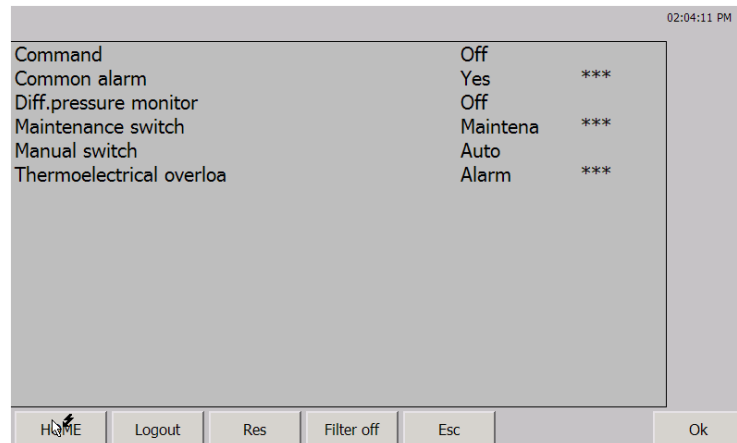 02:04:11 PM
Command Off
Common alarm Yes ***
Diff.pressure monitor Off
Maintenance switch Maintena ***
Manual switch Auto
Thermoelectrical overloa Alarm ***
HOME Logout Res Filter off Esc Ok